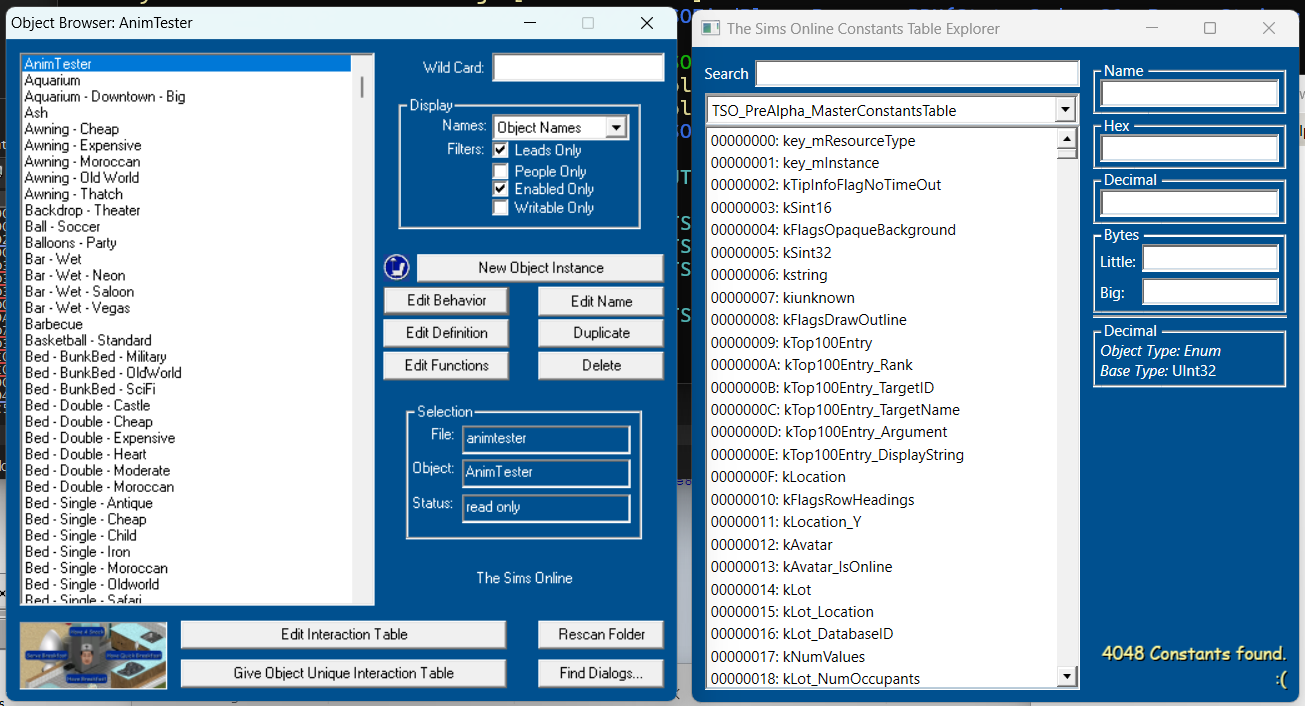 Object Browser: AnimTester
AnimTester
Aquarium
Aquarium - Downtown - Big
Ash
Awning - Cheap
Awning - Expensive
Awning - Moroccan
Awning - Old World
Awning - Thatch
Backdrop - Theater
Ball - Soccer
Balloons - Party
Bar - Wet
Bar - Wet - Neon
Bar - Wet - Saloon
Bar - Wet - Vegas
Barbecue
Basketball - Standard
Bed - BunkBed - Military
Bed - BunkBed - OldWorld
Bed - BunkBed - SciFi
Bed - Double - Castle
Bed - Double - Cheap
Bed - Double - Expensive
Bed - Double - Heart
Bed - Double - Moderate
Bed - Double - Moroccan
Bed - Single - Antique
Bed - Single - Cheap
Bed - Single - Child
Bed - Single - Iron
Bed - Single - Moroccan
Bed - Single - Oldworld
Bed - Single - Safari
Wild Card:
Display
Names: Object Names
Filters: Leads Only
People Only
Enabled Only
Writable Only
New Object Instance
Edit Behavior
Edit Name
Edit Definition
Duplicate
Edit Functions
Delete
Selection
File: animtester
Object: AnimTester
Status: read only
The Sims Online
Have A Snack
Serve Breakfast
Have Quick Breakfast
Have Breakfast
Edit Interaction Table
Rescan Folder
Give Object Unique Interaction Table
Find Dialogs...
The Sims Online Constants Table Explorer
Search
TSO_PreAlpha_MasterConstantsTable
00000000: key_mResourceType
00000001: key_mInstance
00000002: kTipInfoFlagNoTimeOut
00000003: kSint16
00000004: kFlagsOpaqueBackground
00000005: kSint32
00000006: kstring
00000007: kiunknown
00000008: kFlagsDrawOutline
00000009: kTop100Entry
0000000A: kTop100Entry_Rank
0000000B: kTop100Entry_TargetID
0000000C: kTop100Entry_TargetName
0000000D: kTop100Entry_Argument
0000000E: kTop100Entry_DisplayString
0000000F: kLocation
00000010: kFlagsRowHeadings
00000011: kLocation_Y
00000012: kAvatar
00000013: kAvatar_IsOnline
00000014: kLot
00000015: kLot_Location
00000016: kLot_DatabaseID
00000017: kNumValues
00000018: kLot_NumOccupants
Name
Hex
Decimal
Bytes
Little:
Big:
Decimal
Object Type: Enum
Base Type: UInt32
4048 Constants found.
:(